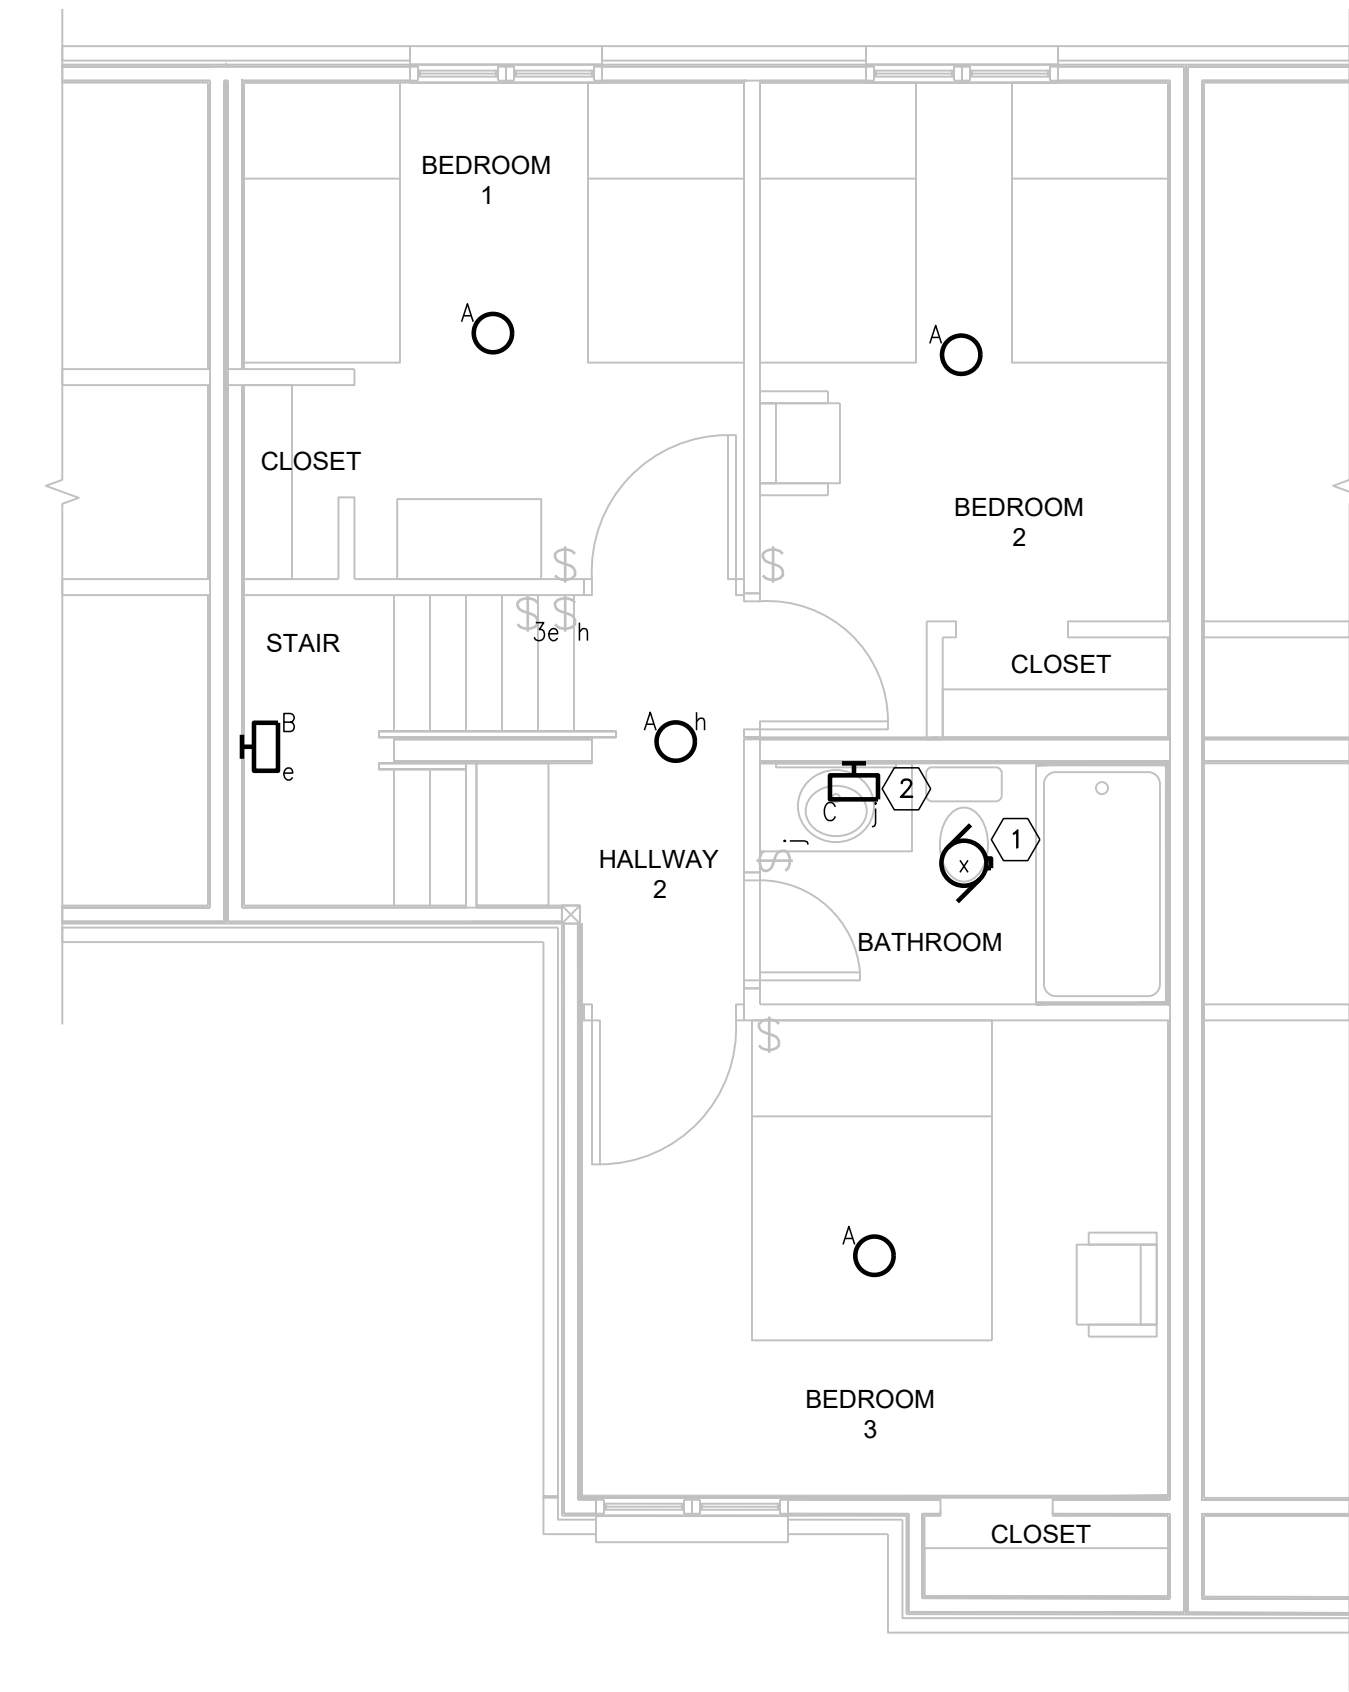 BEDROOM
1
A
A
CLOSET
BEDROOM
2
$
$
$ $
3e h
STAIR
CLOSET
B
e
A h
2
C j
j
$
1
x
HALLWAY
2
BATHROOM
$
A
BEDROOM
3
CLOSET